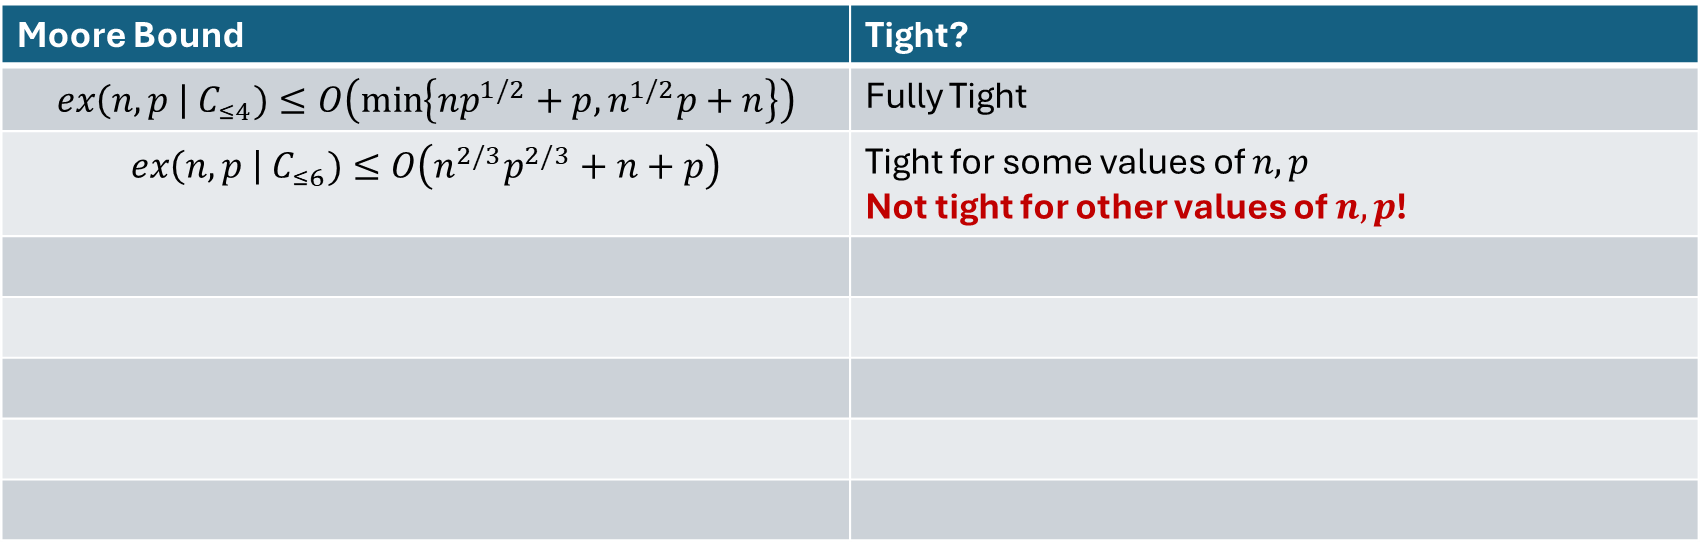 Moore Bound
Tight?
ex(n, p | C≤4) ≤ O(min{np^{1/2} + p, n^{1/2}p + n})
Fully Tight
ex(n, p | C≤6) ≤ O(n^{2/3}p^{2/3} + n + p)
Tight for some values of n, p
Not tight for other values of n, p!